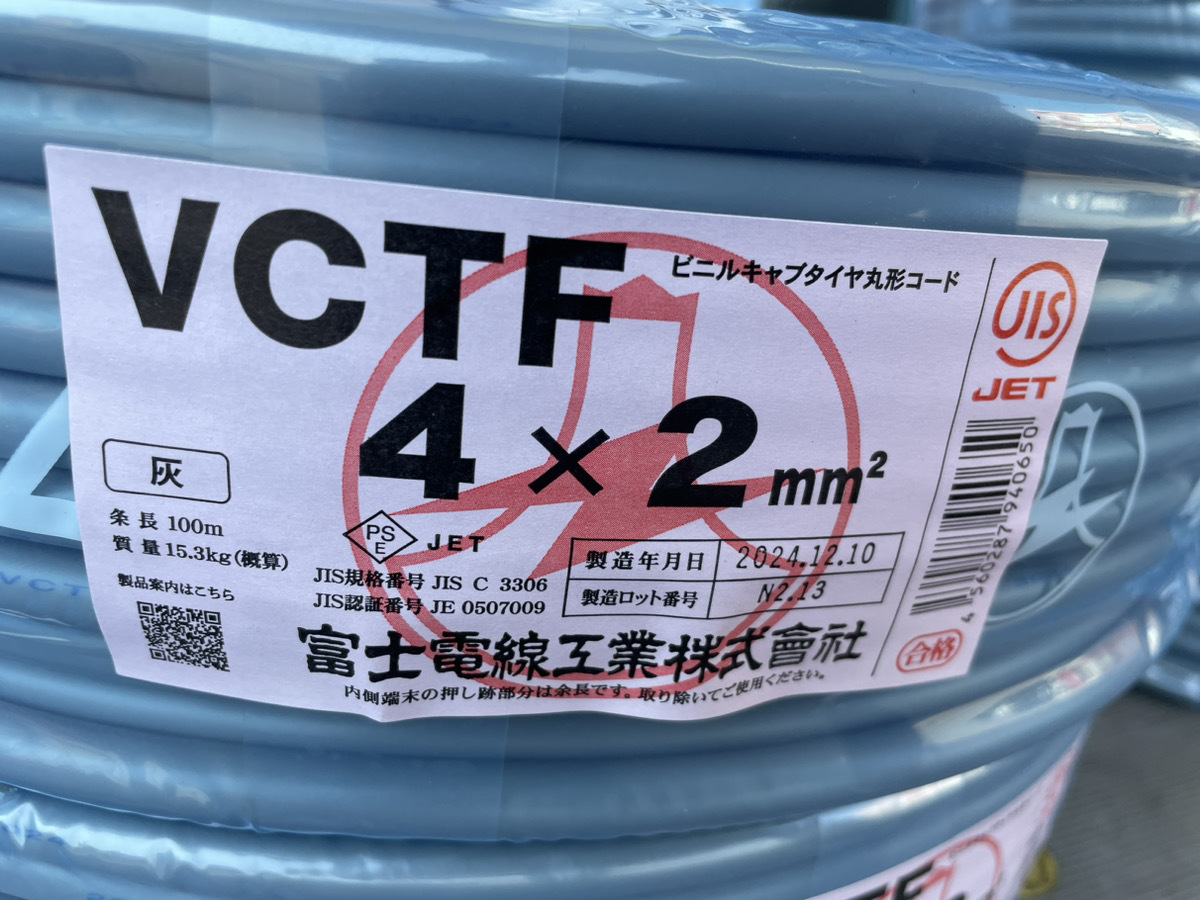 VCTF
ビニルキャブタイヤ丸形コード
JIS
JET
4×2mm²
灰
条長 100m
質量 15.3kg(概算)
製品案内はこちら
PS
E
JET
JIS規格番号 JIS C 3306
JIS認証番号 JE 0507009
製造年月日 2024.12.10
製造ロット番号 N2.13
富士電線工業株式會社
内側端末の押し跡部分は余長です。取り除いてご使用ください。
4560287940650
合格
VCT